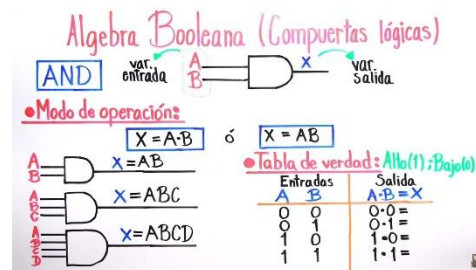 Algebra Booleana (Compuertas lógicas)
AND
var. entrada
A
B
X
var. salida
Modo de operación:
X = A·B ó X = AB
A
B
X=AB
A
B
C
X=ABC
A
B
C
D
X=ABCD
Tabla de verdad: Alto(1); Bajo(0)
Entradas Salida
A B A·B=X
0 0 0·0=
0 1 0·1=
1 0 1·0=
1 1 1·1=